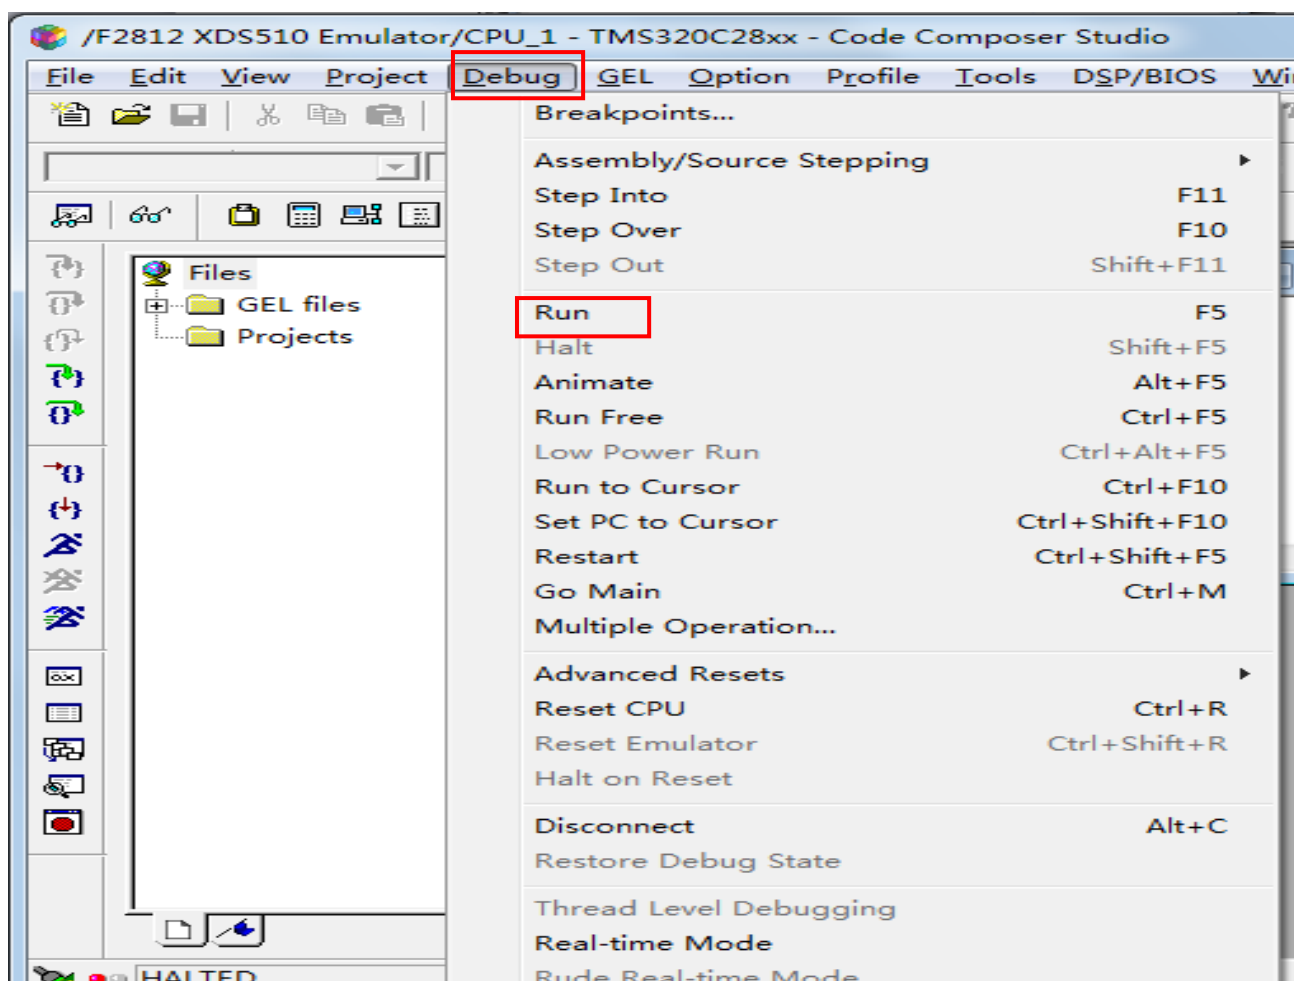 /F2812 XDS510 Emulator/CPU_1 - TMS320C28xx - Code Composer Studio
File Edit View Project Debug GEL Option Profile Tools DSP/BIOS
Breakpoints...
Assembly/Source Stepping
Step Into F11
Step Over F10
Step Out Shift+F11
Files
GEL files
Projects
Run F5
Halt Shift+F5
Animate Alt+F5
Run Free Ctrl+F5
Low Power Run Ctrl+Alt+F5
Run to Cursor Ctrl+F10
Set PC to Cursor Ctrl+Shift+F10
Restart Ctrl+Shift+F5
Go Main Ctrl+M
Multiple Operation...
Advanced Resets
Reset CPU Ctrl+R
Reset Emulator Ctrl+Shift+R
Halt on Reset
Disconnect Alt+C
Restore Debug State
Thread Level Debugging
Real-time Mode
Rude Real-time Mode
HALTED